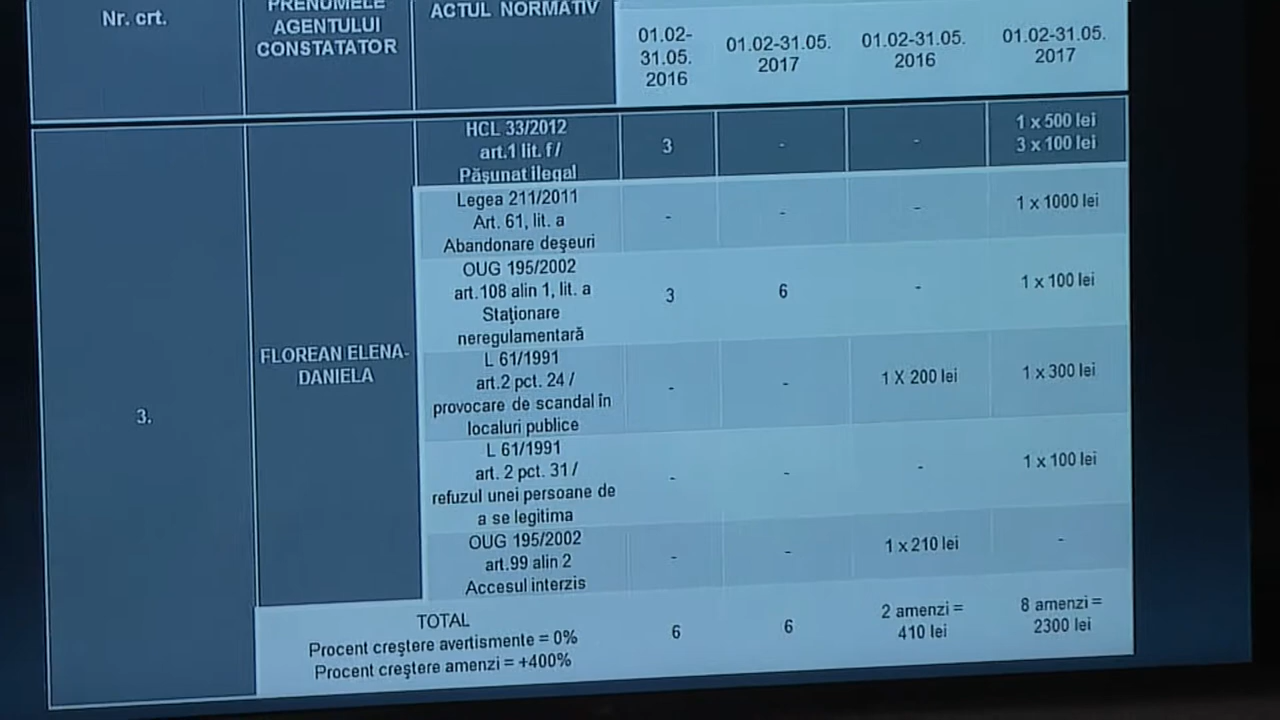 Nr. crt.
PRENUMELE
AGENTULUI
CONSTATATOR
ACTUL NORMATIV
01.02-
31.05.
2016
01.02-31.05.
2017
01.02-31.05.
2016
01.02-31.05.
2017
3.
FLOREAN ELENA-
DANIELA
HCL 33/2012
art.1 lit. f /
Păşunat ilegal
3
-
-
1 x 500 lei
3 x 100 lei
Legea 211/2011
Art. 61, lit. a
Abandonare deşeuri
-
-
-
1 x 1000 lei
OUG 195/2002
art.108 alin 1, lit. a
Staţionare
neregulamentară
3
6
-
1 x 100 lei
L 61/1991
art.2 pct. 24 /
provocare de scandal în
localuri publice
-
-
1 X 200 lei
1 x 300 lei
L 61/1991
art. 2 pct. 31 /
refuzul unei persoane de
a se legitima
-
-
-
1 x 100 lei
OUG 195/2002
art.99 alin 2
Accesul interzis
-
-
1 x 210 lei
-
TOTAL
Procent creştere avertismente = 0%
Procent creştere amenzi = +400%
6
6
2 amenzi =
410 lei
8 amenzi =
2300 lei